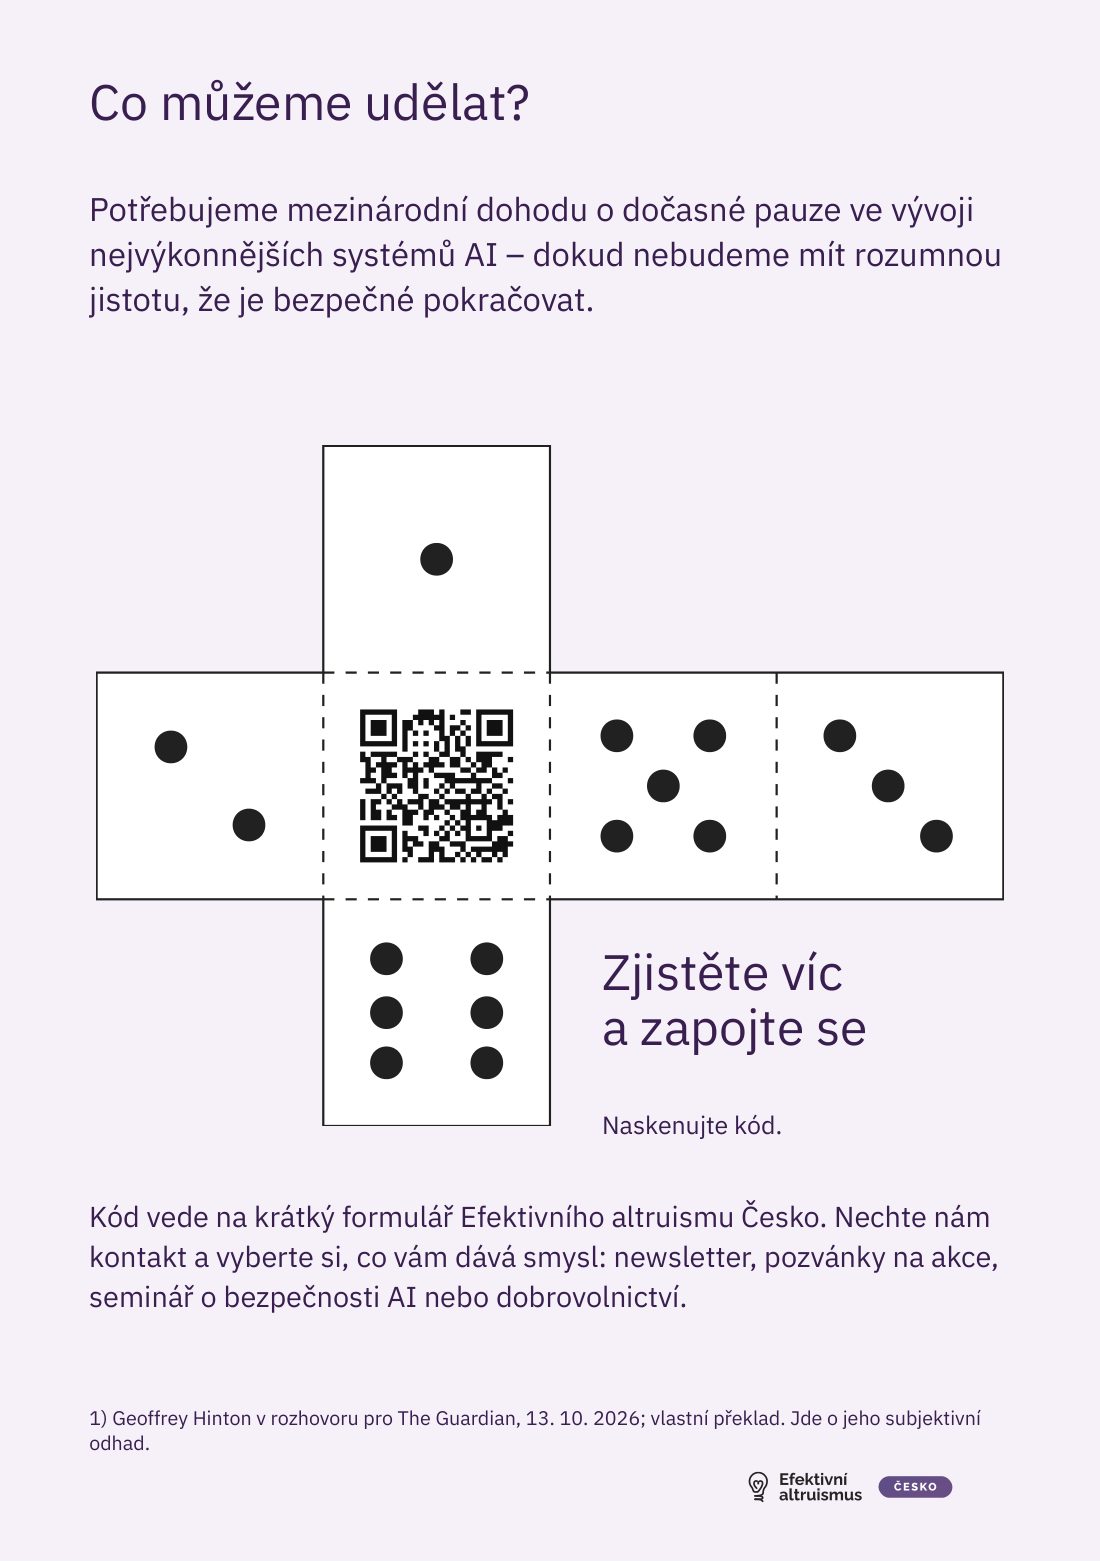 Co můžeme udělat?
Potřebujeme mezinárodní dohodu o dočasné pauze ve vývoji
nejvýkonnějších systémů AI – dokud nebudeme mít rozumnou
jistotu, že je bezpečné pokračovat.
Zjistěte víc
a zapojte se
Naskenujte kód.
Kód vede na krátký formulář Efektivního altruismu Česko. Nechte nám
kontakt a vyberte si, co vám dává smysl: newsletter, pozvánky na akce,
seminář o bezpečnosti AI nebo dobrovolnictví.
1) Geoffrey Hinton v rozhovoru pro The Guardian, 13. 10. 2026; vlastní překlad. Jde o jeho subjektivní
odhad.
Efektivní
altruismus
ČESKO